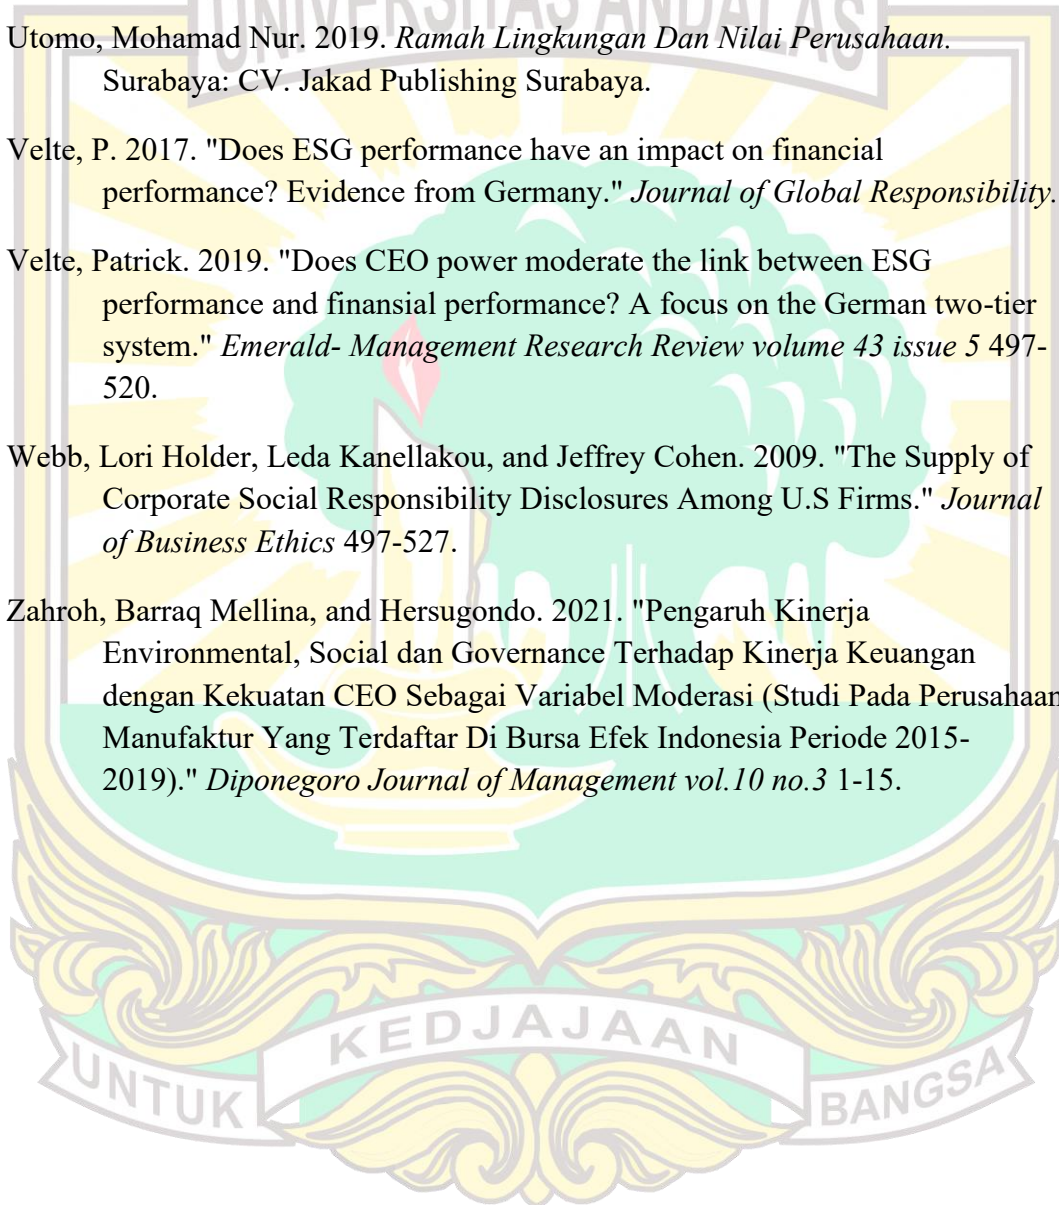 UNIVERSITAS ANDALAS
Utomo, Mohamad Nur. 2019. Ramah Lingkungan Dan Nilai Perusahaan.
Surabaya: CV. Jakad Publishing Surabaya.
Velte, P. 2017. "Does ESG performance have an impact on financial
performance? Evidence from Germany." Journal of Global Responsibility.
Velte, Patrick. 2019. "Does CEO power moderate the link between ESG
performance and finansial performance? A focus on the German two-tier
system." Emerald- Management Research Review volume 43 issue 5 497-
520.
Webb, Lori Holder, Leda Kanellakou, and Jeffrey Cohen. 2009. "The Supply of
Corporate Social Responsibility Disclosures Among U.S Firms." Journal
of Business Ethics 497-527.
Zahroh, Barraq Mellina, and Hersugondo. 2021. "Pengaruh Kinerja
Environmental, Social dan Governance Terhadap Kinerja Keuangan
dengan Kekuatan CEO Sebagai Variabel Moderasi (Studi Pada Perusahaan
Manufaktur Yang Terdaftar Di Bursa Efek Indonesia Periode 2015-
2019)." Diponegoro Journal of Management vol.10 no.3 1-15.
UNTUK KEDJAJAAN BANGSA